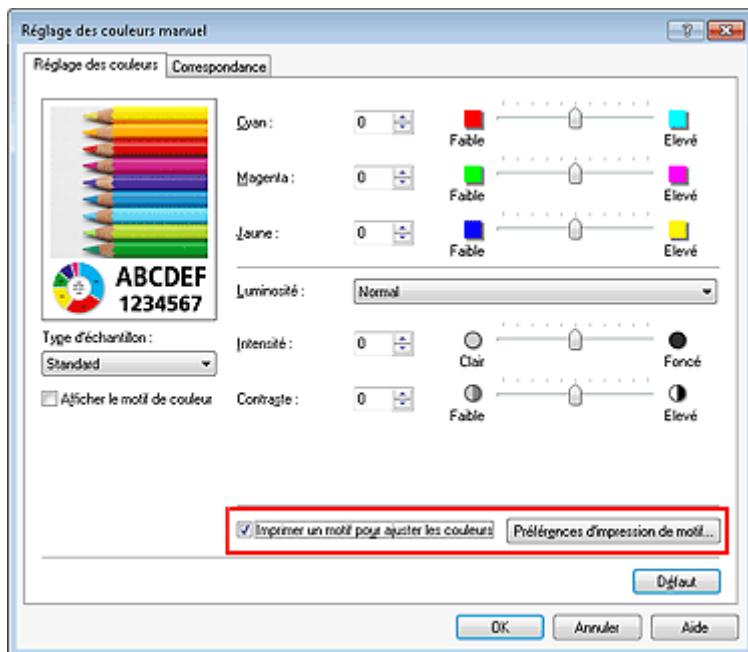 Réglage des couleurs manuel
Réglage des couleurs Correspondance
Cyan : 0 Faible Elevé
Magenta : 0 Faible Elevé
Jaune : 0 Faible Elevé
ABCDEF
1234567
Luminosité : Normal
Type d'échantillon :
Standard
Intensité : 0 Clair Foncé
Afficher le motif de couleur
Contraste : 0 Faible Elevé
Imprimer un motif pour ajuster les couleurs Préférences d'impression de motif...
Défaut
OK Annuler Aide